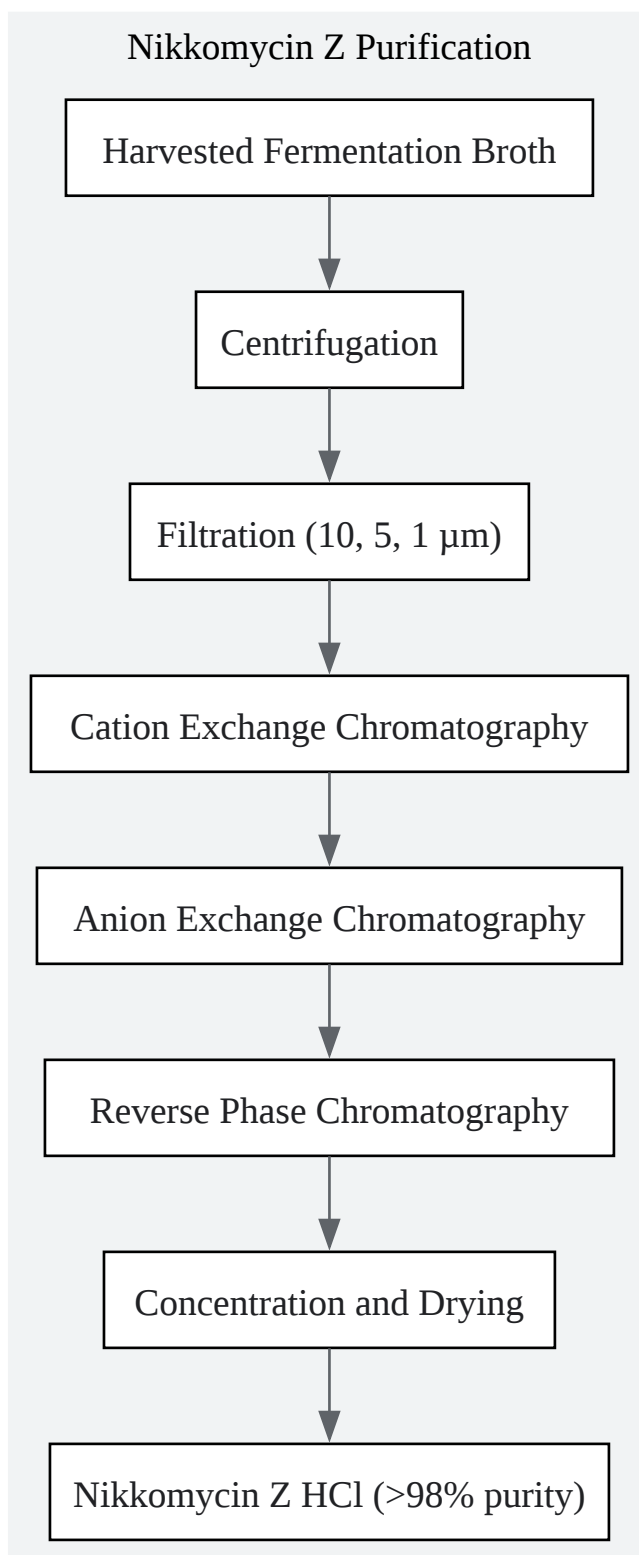 Nikkomycin Z Purification
Harvested Fermentation Broth
Centrifugation
Filtration (10, 5, 1 µm)
Cation Exchange Chromatography
Anion Exchange Chromatography
Reverse Phase Chromatography
Concentration and Drying
Nikkomycin Z HCl (>98% purity)